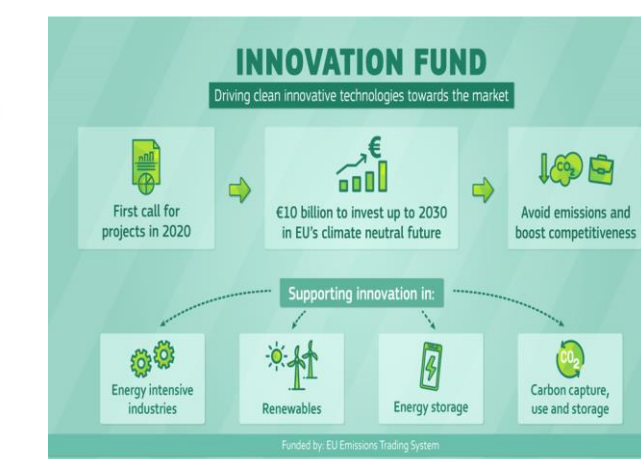 INNOVATION FUND
Driving clean innovative technologies towards the market
First call for
projects in 2020
€
€10 billion to invest up to 2030
in EU's climate neutral future
CO₂
Avoid emissions and
boost competitiveness
Supporting innovation in:
Energy intensive
industries
Renewables
Energy storage
CO₂
Carbon capture,
use and storage
Funded by: EU Emissions Trading System